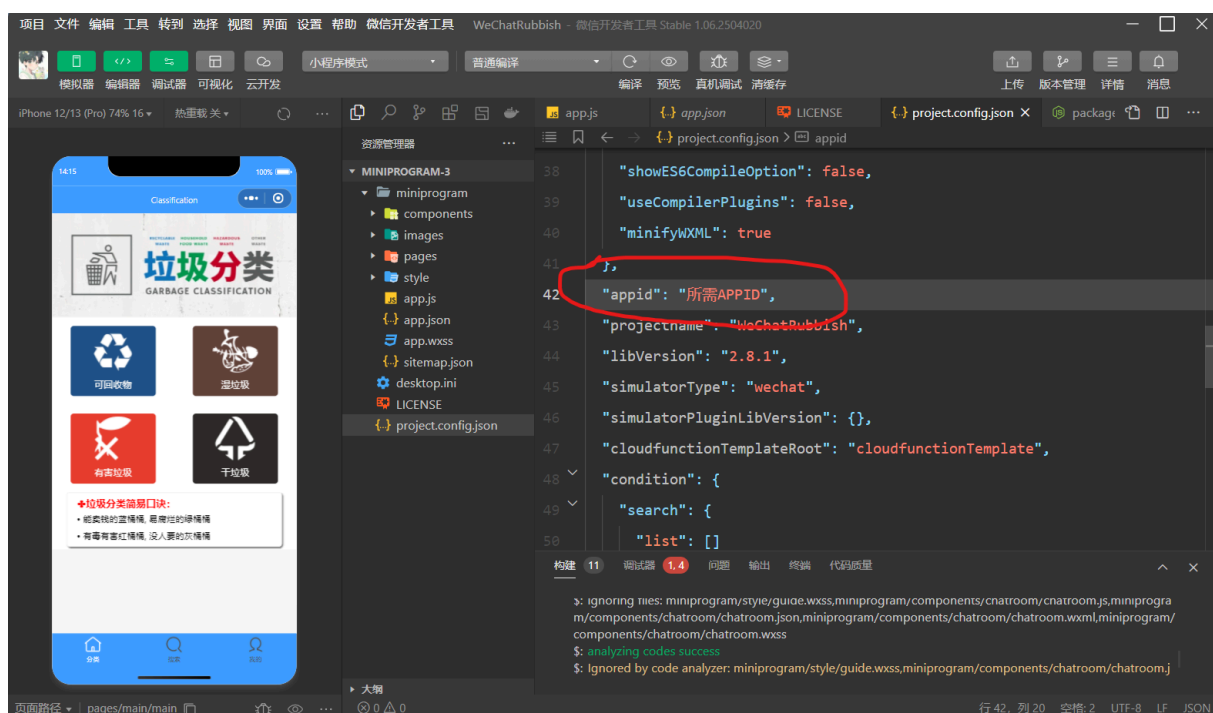 项目 文件 编辑 工具 转到 选择 视图 界面 设置 帮助 微信开发者工具 WeChatRubbish - 微信开发者工具 Stable 1.06.2504020
小程序模式 普通编译
模拟器 编辑器 调试器 可视化 云开发 编译 预览 真机调试 清缓存 上传 版本管理 详情 消息
iPhone 12/13 (Pro) 74% 16 热重载 关
14:15 100%
Classification
垃圾分类
GARBAGE CLASSIFICATION
可回收物 湿垃圾
有害垃圾 干垃圾
垃圾分类简易口诀:
• 能卖钱的蓝桶桶, 易腐烂的绿桶桶
• 有毒有害红桶桶, 没人要的灰桶桶
分类
页面路径 pages/main/main
资源管理器
MINIPROGRAM-3
miniprogram
components
images
pages
style
app.js
app.json
app.wxss
sitemap.json
desktop.ini
LICENSE
project.config.json
大纲
0 0
app.js app.json LICENSE project.config.json package
project.config.json > appid
38 "showES6CompileOption": false,
39 "useCompilerPlugins": false,
40 "minifyWXML": true
41 },
42 "appid": "所需APPID",
43 "projectname": "WeChatRubbish",
44 "libVersion": "2.8.1",
45 "simulatorType": "wechat",
46 "simulatorPluginLibVersion": {},
47 "cloudfunctionTemplateRoot": "cloudfunctionTemplate",
48 "condition": {
49 "search": {
50 "list": []
构建 11 调试器 1, 4 问题 输出 终端 代码质量
$: Ignoring files: miniprogram/style/guide.wxss,miniprogram/components/chatroom/chatroom.js,miniprogra
m/components/chatroom/chatroom.json,miniprogram/components/chatroom/chatroom.wxml,miniprogram/
components/chatroom/chatroom.wxss
$: analyzing codes success
$: Ignored by code analyzer: miniprogram/style/guide.wxss,miniprogram/components/chatroom/chatroom.j
行 42, 列 20 空格: 2 UTF-8 LF JSON